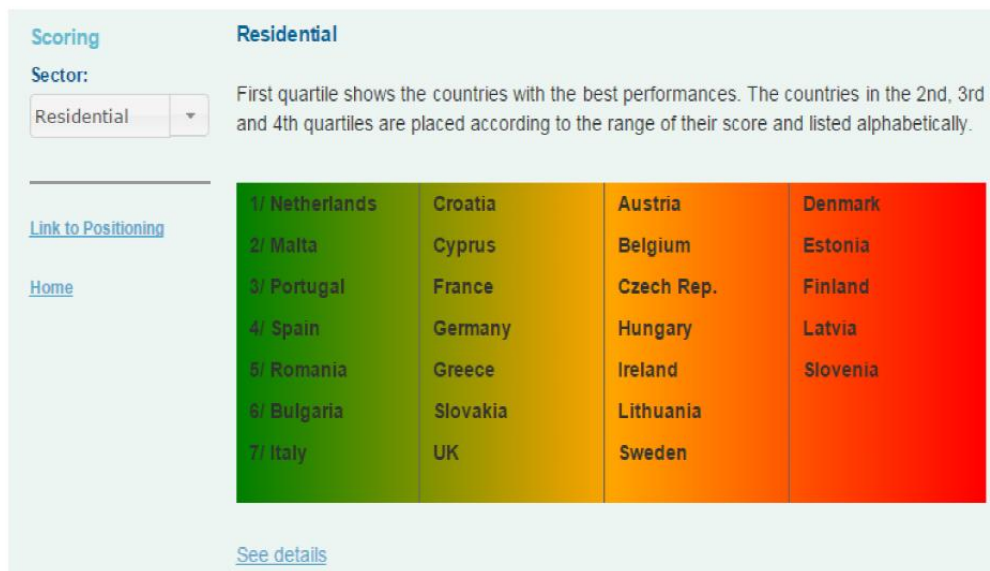 Scoring
Sector:
Residential
Link to Positioning
Home
Residential
First quartile shows the countries with the best performances. The countries in the 2nd, 3rd
and 4th quartiles are placed according to the range of their score and listed alphabetically.
1/ Netherlands Croatia Austria Denmark
2/ Malta Cyprus Belgium Estonia
3/ Portugal France Czech Rep. Finland
4/ Spain Germany Hungary Latvia
5/ Romania Greece Ireland Slovenia
6/ Bulgaria Slovakia Lithuania
7/ Italy UK Sweden
See details